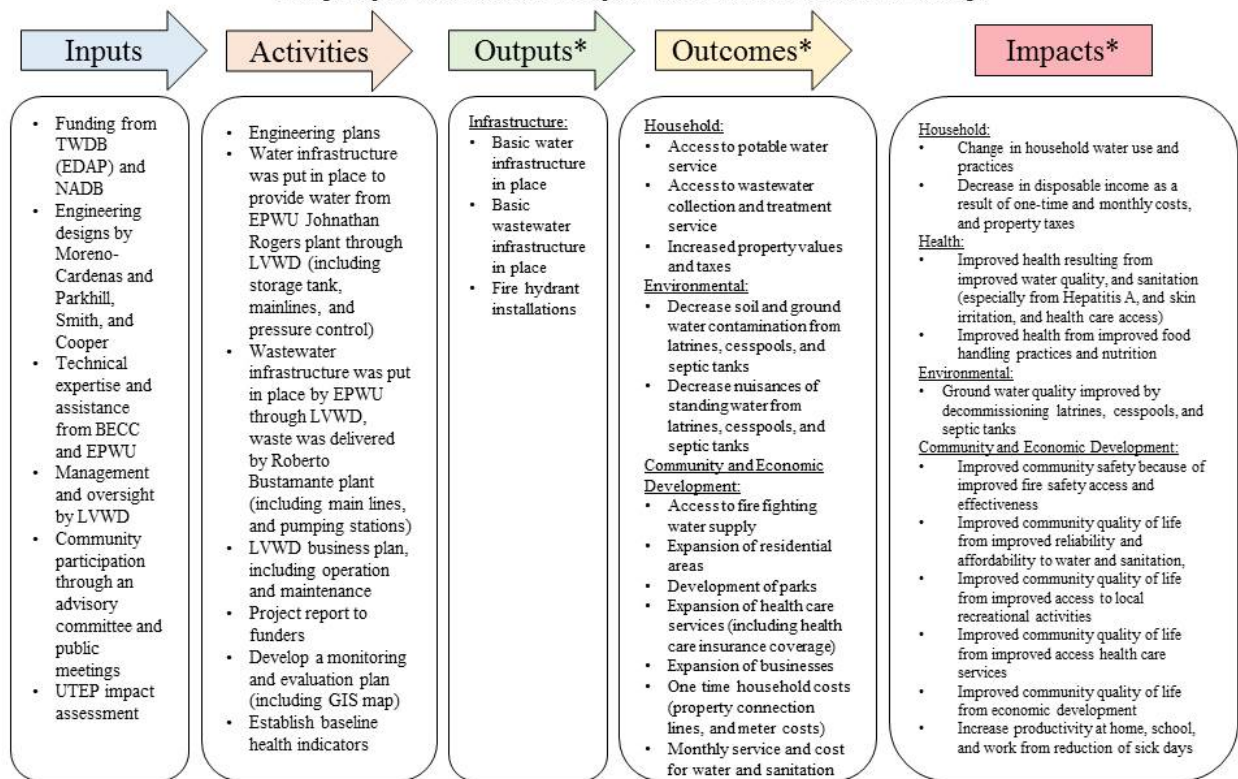 Inputs
Activities
Outputs*
Outcomes*
Impacts*
• Funding from
TWDB
(EDAP) and
NADB
• Engineering
designs by
Moreno-
Cardenas and
Parkhill,
Smith, and
Cooper
• Technical
expertise and
assistance
from BECC
and EPWU
• Management
and oversight
by LVWD
• Community
participation
through an
advisory
committee and
public
meetings
• UTEP impact
assessment
• Engineering plans
• Water infrastructure
was put in place to
provide water from
EPWU Johnathan
Rogers plant through
LVWD (including
storage tank,
mainlines, and
pressure control)
• Wastewater
infrastructure was put
in place by EPWU
through LVWD,
waste was delivered
by Roberto
Bustamante plant
(including main lines,
and pumping stations)
• LVWD business plan,
including operation
and maintenance
• Project report to
funders
• Develop a monitoring
and evaluation plan
(including GIS map)
• Establish baseline
health indicators
Infrastructure:
• Basic water
infrastructure
in place
• Basic
wastewater
infrastructure
in place
• Fire hydrant
installations
Household:
• Access to potable water
service
• Access to wastewater
collection and treatment
service
• Increased property values
and taxes
Environmental:
• Decrease soil and ground
water contamination from
latrines, cesspools, and
septic tanks
• Decrease nuisances of
standing water from
latrines, cesspools, and
septic tanks
Community and Economic
Development:
• Access to fire fighting
water supply
• Expansion of residential
areas
• Development of parks
• Expansion of health care
services (including health
care insurance coverage)
• Expansion of businesses
• One time household costs
(property connection
lines, and meter costs)
• Monthly service and cost
for water and sanitation
Household:
• Change in household water use and
practices
• Decrease in disposable income as a
result of one-time and monthly costs,
and property taxes
Health:
• Improved health resulting from
improved water quality, and sanitation
(especially from Hepatitis A, and skin
irritation, and health care access)
• Improved health from improved food
handling practices and nutrition
Environmental:
• Ground water quality improved by
decommissioning latrines, cesspools, and
septic tanks
Community and Economic Development:
• Improved community safety because of
improved fire safety access and
effectiveness
• Improved community quality of life
from improved reliability and
affordability to water and sanitation,
• Improved community quality of life
from improved access to local
recreational activities
• Improved community quality of life
from improved access health care
services
• Improved community quality of life
from economic development
• Increase productivity at home, school,
and work from reduction of sick days